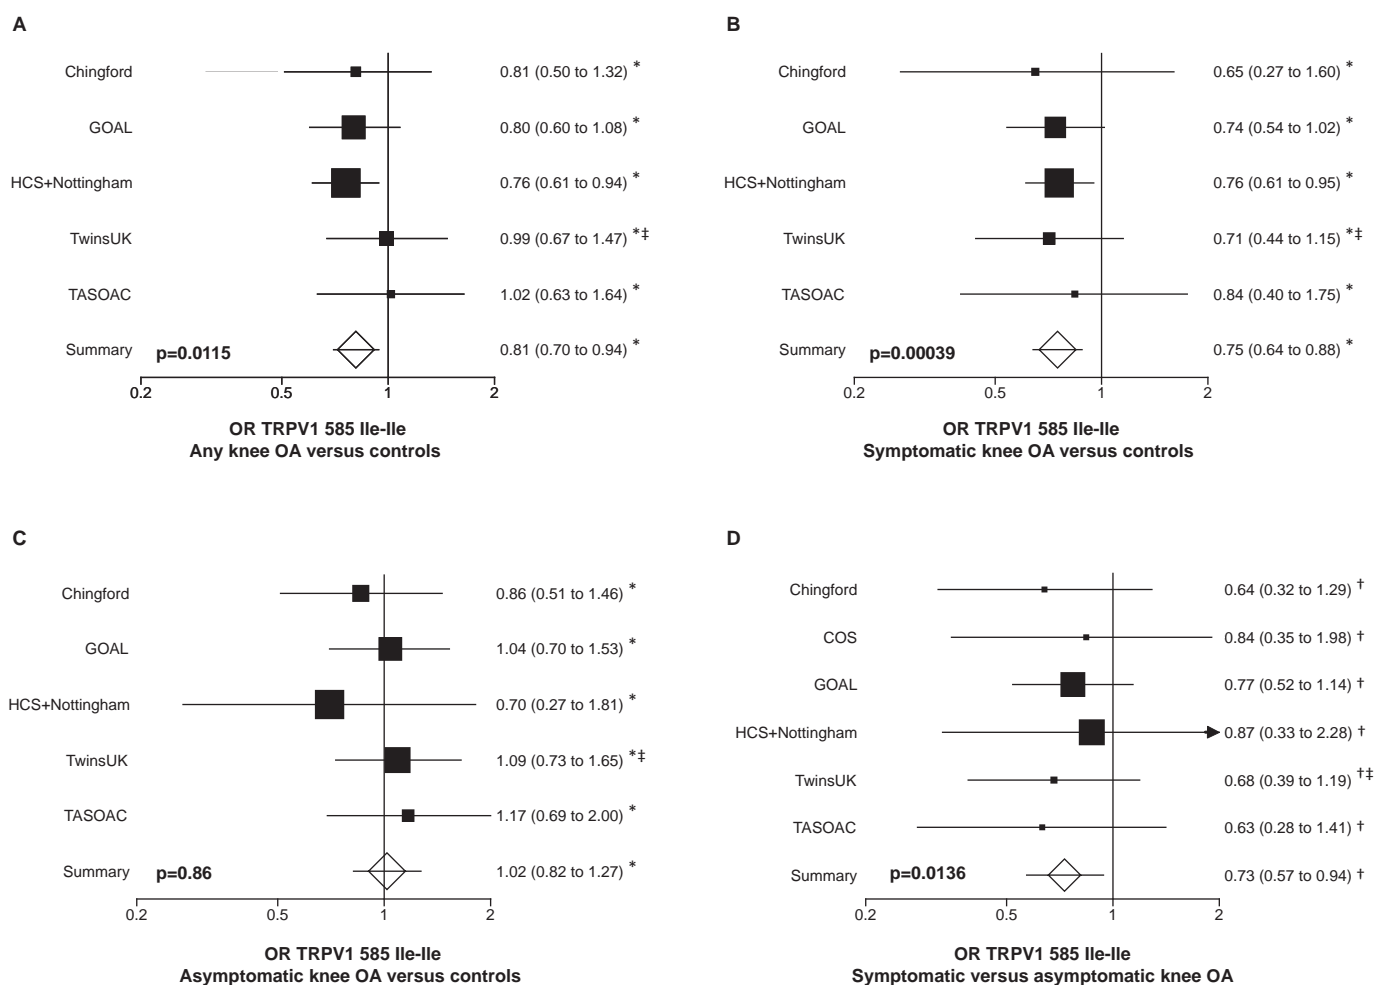 A
Chingford 0.81 (0.50 to 1.32) *
GOAL 0.80 (0.60 to 1.08) *
HCS+Nottingham 0.76 (0.61 to 0.94) *
TwinsUK 0.99 (0.67 to 1.47) *‡
TASOAC 1.02 (0.63 to 1.64) *
Summary p=0.0115 0.81 (0.70 to 0.94) *
0.2 0.5 1 2
OR TRPV1 585 Ile-Ile
Any knee OA versus controls
B
Chingford 0.65 (0.27 to 1.60) *
GOAL 0.74 (0.54 to 1.02) *
HCS+Nottingham 0.76 (0.61 to 0.95) *
TwinsUK 0.71 (0.44 to 1.15) *‡
TASOAC 0.84 (0.40 to 1.75) *
Summary p=0.00039 0.75 (0.64 to 0.88) *
0.2 0.5 1 2
OR TRPV1 585 Ile-Ile
Symptomatic knee OA versus controls
C
Chingford 0.86 (0.51 to 1.46) *
GOAL 1.04 (0.70 to 1.53) *
HCS+Nottingham 0.70 (0.27 to 1.81) *
TwinsUK 1.09 (0.73 to 1.65) *‡
TASOAC 1.17 (0.69 to 2.00) *
Summary p=0.86 1.02 (0.82 to 1.27) *
0.2 0.5 1 2
OR TRPV1 585 Ile-Ile
Asymptomatic knee OA versus controls
D
Chingford 0.64 (0.32 to 1.29) †
COS 0.84 (0.35 to 1.98) †
GOAL 0.77 (0.52 to 1.14) †
HCS+Nottingham 0.87 (0.33 to 2.28) †
TwinsUK 0.68 (0.39 to 1.19) †‡
TASOAC 0.63 (0.28 to 1.41) †
Summary p=0.0136 0.73 (0.57 to 0.94) †
0.2 0.5 1 2
OR TRPV1 585 Ile-Ile
Symptomatic versus asymptomatic knee OA